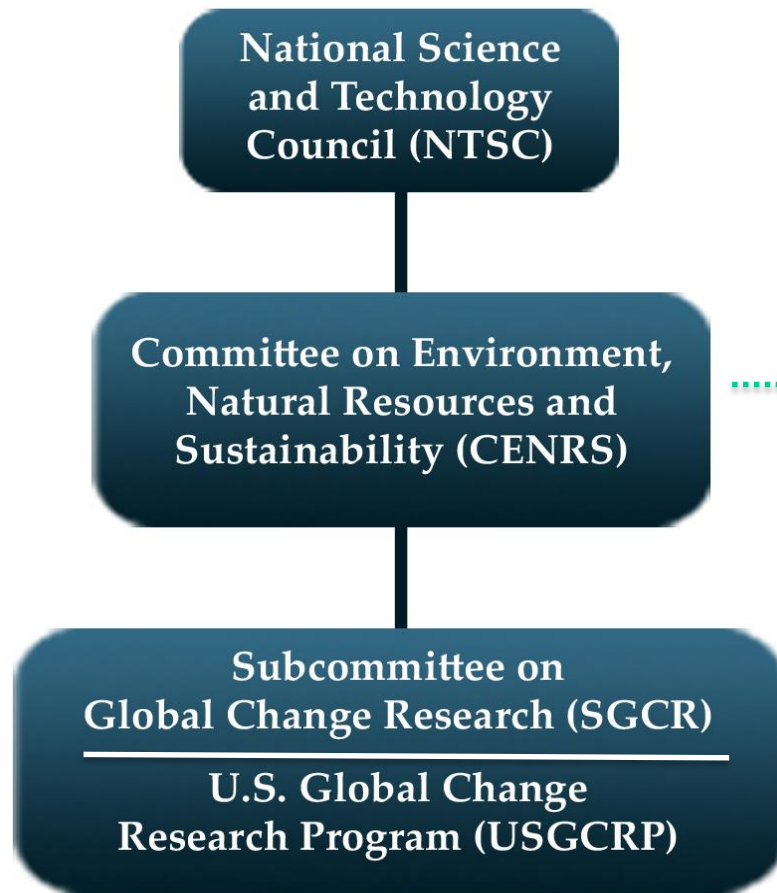 National Science
and Technology
Council (NTSC)
Committee on Environment,
Natural Resources and
Sustainability (CENRS)
Subcommittee on
Global Change Research (SGCR)
U.S. Global Change
Research Program (USGCRP)